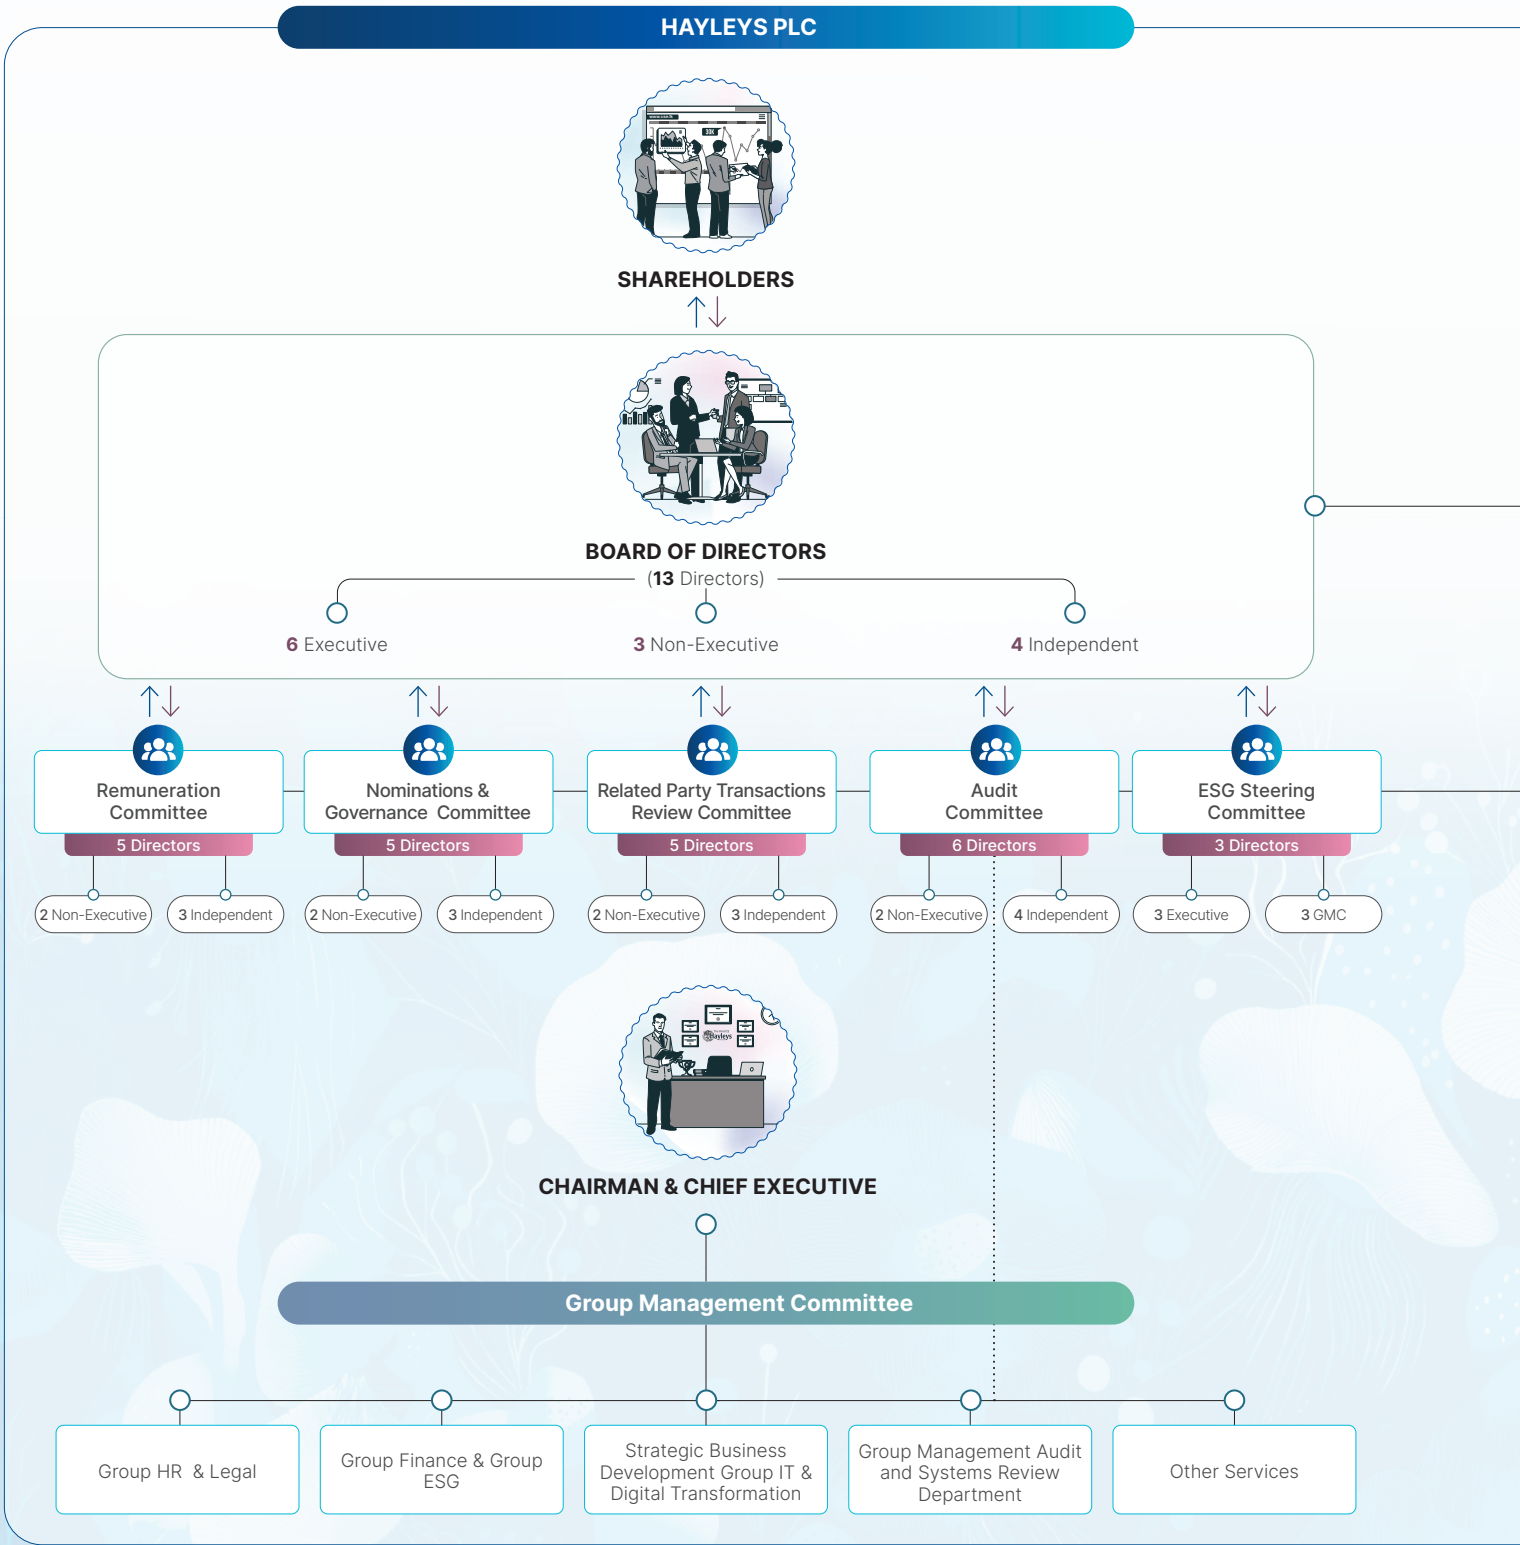 HAYLEYS PLC
30K
SHAREHOLDERS
BOARD OF DIRECTORS
(13 Directors)
6 Executive
3 Non-Executive
4 Independent
Remuneration
Committee
5 Directors
2 Non-Executive
3 Independent
Nominations &
Governance Committee
5 Directors
2 Non-Executive
3 Independent
Related Party Transactions
Review Committee
5 Directors
2 Non-Executive
3 Independent
Audit
Committee
6 Directors
2 Non-Executive
4 Independent
ESG Steering
Committee
3 Directors
3 Executive
3 GMC
Hayleys
CHAIRMAN & CHIEF EXECUTIVE
Group Management Committee
Group HR & Legal
Group Finance & Group
ESG
Strategic Business
Development Group IT &
Digital Transformation
Group Management Audit
and Systems Review
Department
Other Services